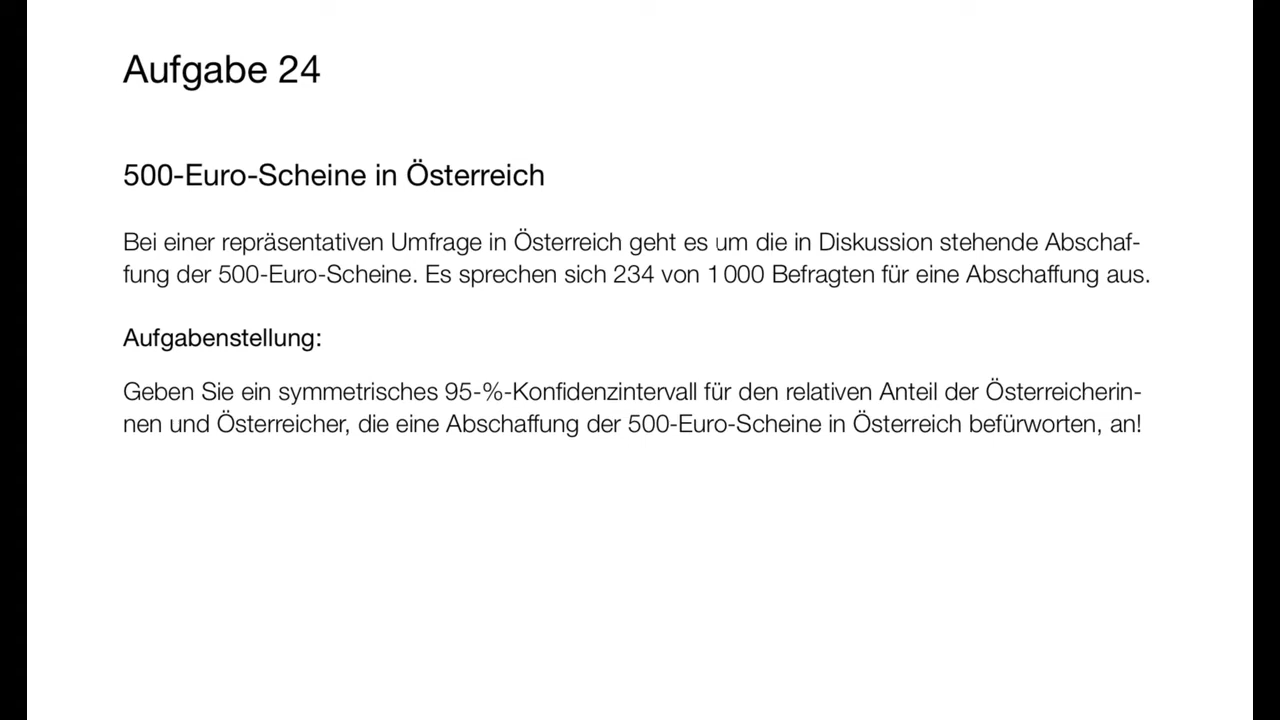 Aufgabe 24
500-Euro-Scheine in Österreich
Bei einer repräsentativen Umfrage in Österreich geht es um die in Diskussion stehende Abschaf-
fung der 500-Euro-Scheine. Es sprechen sich 234 von 1 000 Befragten für eine Abschaffung aus.
Aufgabenstellung:
Geben Sie ein symmetrisches 95-%-Konfidenzintervall für den relativen Anteil der Österreicherin-
nen und Österreicher, die eine Abschaffung der 500-Euro-Scheine in Österreich befürworten, an!